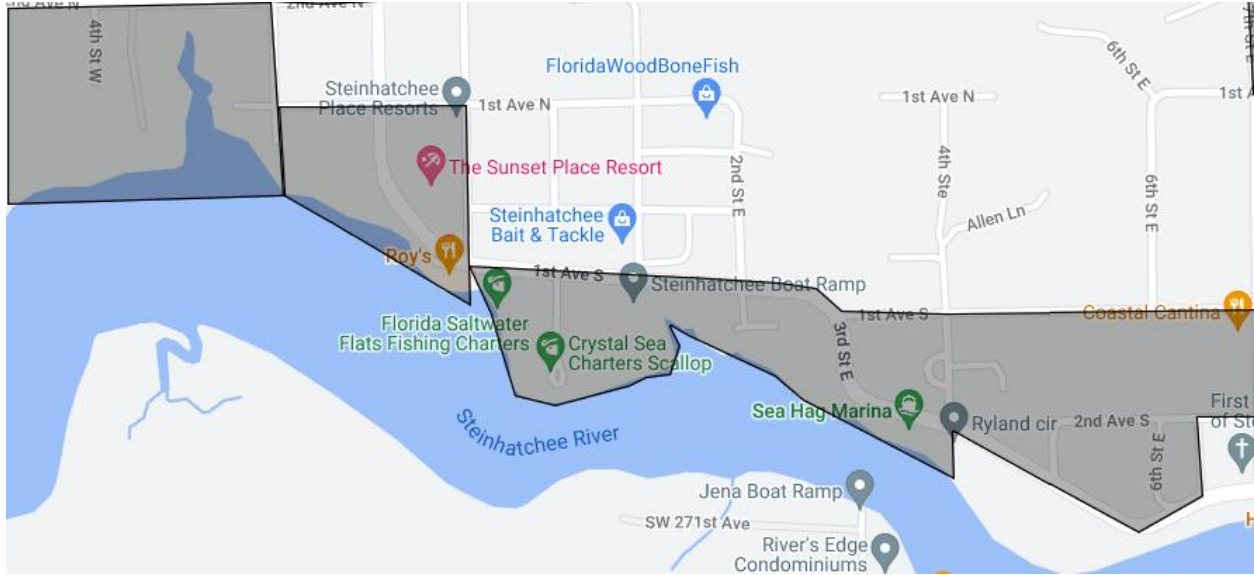 2nd Ave N
4th St W
Steinhatchee
Place Resorts
1st Ave N
FloridaWoodBoneFish
1st Ave N
6th St E
7th St E
The Sunset Place Resort
2nd St E
4th Ste
6th St E
Allen Ln
Steinhatchee
Bait & Tackle
Roy's
1st Ave S
Steinhatchee Boat Ramp
Florida Saltwater
Flats Fishing Charters
Crystal Sea
Charters Scallop
1st Ave S
Coastal Cantina
3rd St E
Steinhatchee River
Sea Hag Marina
Ryland cir
2nd Ave S
First
6th St E
Jena Boat Ramp
SW 271st Ave
River's Edge
Condominiums